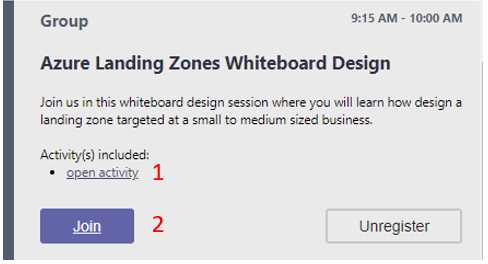 Group
9:15 AM - 10:00 AM
Azure Landing Zones Whiteboard Design
Join us in this whiteboard design session where you will learn how design a
landing zone targeted at a small to medium sized business.
Activity(s) included:
• open activity 1
Join 2 Unregister